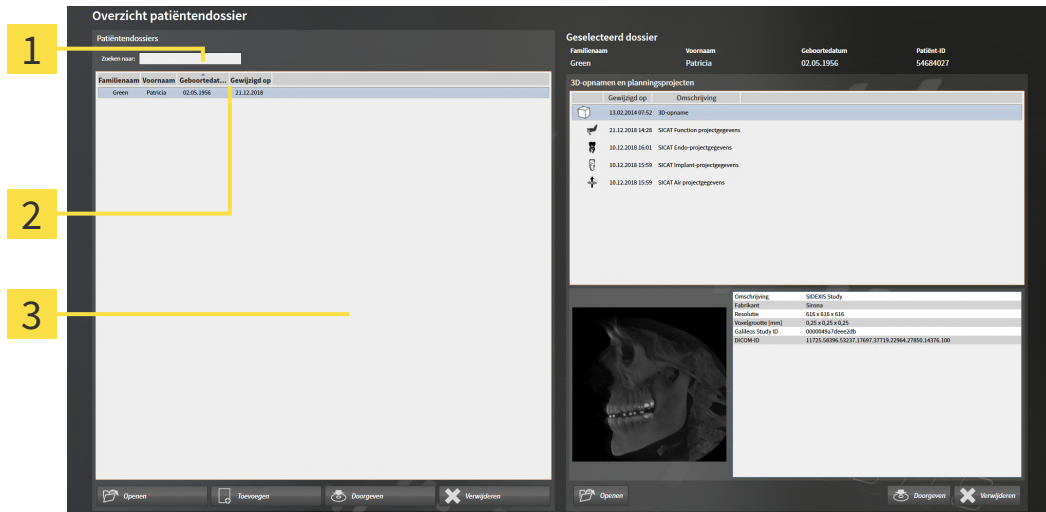 Overzicht patiëntendossier
1
2
3
Patiëntendossiers
Zoeken naar:
Familienaam Voornaam Geboortedat... Gewijzigd op
Green Patricia 02.05.1956 21.12.2018
Openen Toevoegen Doorgeven Verwijderen
Geselecteerd dossier
Familienaam Voornaam Geboortedatum Patiënt-ID
Green Patricia 02.05.1956 54684027
3D-opnamen en planningsprojecten
Gewijzigd op Omschrijving
13.02.2014 07:52 3D-opname
21.12.2018 14:28 SICAT Function projectgegevens
10.12.2018 16:01 SICAT Endo-projectgegevens
10.12.2018 15:59 SICAT Implant-projectgegevens
10.12.2018 15:59 SICAT Air projectgegevens
Omschrijving SIDEXIS Study
Fabrikant Sirona
Resolutie 616 x 616 x 616
Voxelgrootte [mm] 0,25 x 0,25 x 0,25
Galileos Study ID 0000049a7deee2db
DICOM-ID 11725.58396.53237.17697.37719.22964.27850.14376.100
Openen Doorgeven Verwijderen